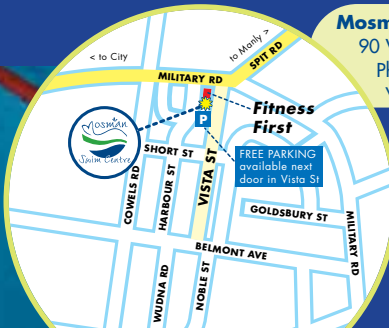 Mosm
90 V
Pl
< to City
to Manly >
SPIT RD
MILITARY RD
Fitness
First
P
Mosman
Swim Centre
FREE PARKING
available next
door in Vista St
SHORT ST
COWELS RD
HARBOUR ST
VISTA ST
GOLDSBURY ST
MILITARY RD
BELMONT AVE
WUDNA RD
NOBLE ST